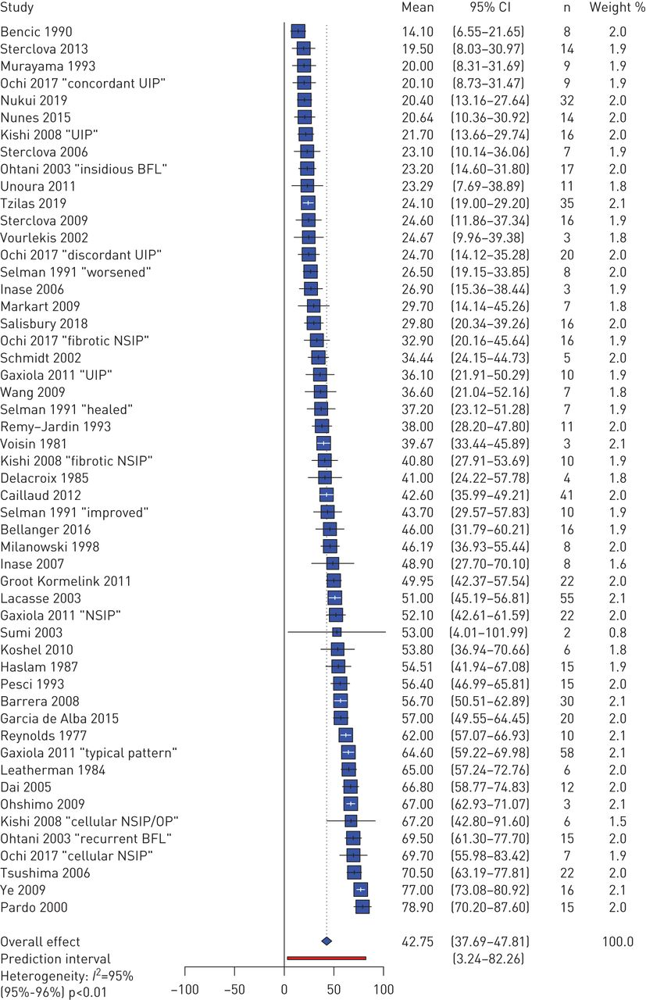 Study Mean 95% CI n Weight %
Bencic 1990 14.10 (6.55–21.65) 8 2.0
Sterclova 2013 19.50 (8.03–30.97) 14 1.9
Murayama 1993 20.00 (8.31–31.69) 9 1.9
Ochi 2017 "concordant UIP" 20.10 (8.73–31.47) 9 1.9
Nukui 2019 20.40 (13.16–27.64) 32 2.0
Nunes 2015 20.64 (10.36–30.92) 14 2.0
Kishi 2008 "UIP" 21.70 (13.66–29.74) 16 2.0
Sterclova 2006 23.10 (10.14–36.06) 7 1.9
Ohtani 2003 "insidious BFL" 23.20 (14.60–31.80) 17 2.0
Unoura 2011 23.29 (7.69–38.89) 11 1.8
Tzilas 2019 24.10 (19.00–29.20) 35 2.1
Sterclova 2009 24.60 (11.86–37.34) 16 1.9
Vourlekis 2002 24.67 (9.96–39.38) 3 1.8
Ochi 2017 "discordant UIP" 24.70 (14.12–35.28) 20 2.0
Selman 1991 "worsened" 26.50 (19.15–33.85) 8 2.0
Inase 2006 26.90 (15.36–38.44) 3 1.9
Markart 2009 29.70 (14.14–45.26) 7 1.8
Salisbury 2018 29.80 (20.34–39.26) 16 2.0
Ochi 2017 "fibrotic NSIP" 32.90 (20.16–45.64) 16 1.9
Schmidt 2002 34.44 (24.15–44.73) 5 2.0
Gaxiola 2011 "UIP" 36.10 (21.91–50.29) 10 1.9
Wang 2009 36.60 (21.04–52.16) 7 1.8
Selman 1991 "healed" 37.20 (23.12–51.28) 7 1.9
Remy–Jardin 1993 38.00 (28.20–47.80) 11 2.0
Voisin 1981 39.67 (33.44–45.89) 3 2.1
Kishi 2008 "fibrotic NSIP" 40.80 (27.91–53.69) 10 1.9
Delacroix 1985 41.00 (24.22–57.78) 4 1.8
Caillaud 2012 42.60 (35.99–49.21) 41 2.0
Selman 1991 "improved" 43.70 (29.57–57.83) 10 1.9
Bellanger 2016 46.00 (31.79–60.21) 16 1.9
Milanowski 1998 46.19 (36.93–55.44) 8 2.0
Inase 2007 48.90 (27.70–70.10) 8 1.6
Groot Kormelink 2011 49.95 (42.37–57.54) 22 2.0
Lacasse 2003 51.00 (45.19–56.81) 55 2.1
Gaxiola 2011 "NSIP" 52.10 (42.61–61.59) 22 2.0
Sumi 2003 53.00 (4.01–101.99) 2 0.8
Koshel 2010 53.80 (36.94–70.66) 6 1.8
Haslam 1987 54.51 (41.94–67.08) 15 1.9
Pesci 1993 56.40 (46.99–65.81) 15 2.0
Barrera 2008 56.70 (50.51–62.89) 30 2.1
Garcia de Alba 2015 57.00 (49.55–64.45) 20 2.0
Reynolds 1977 62.00 (57.07–66.93) 10 2.1
Gaxiola 2011 "typical pattern" 64.60 (59.22–69.98) 58 2.1
Leatherman 1984 65.00 (57.24–72.76) 6 2.0
Dai 2005 66.80 (58.77–74.83) 12 2.0
Ohshimo 2009 67.00 (62.93–71.07) 3 2.1
Kishi 2008 "cellular NSIP/OP" 67.20 (42.80–91.60) 6 1.5
Ohtani 2003 "recurrent BFL" 69.50 (61.30–77.70) 15 2.0
Ochi 2017 "cellular NSIP" 69.70 (55.98–83.42) 7 1.9
Tsushima 2006 70.50 (63.19–77.81) 22 2.0
Ye 2009 77.00 (73.08–80.92) 16 2.1
Pardo 2000 78.90 (70.20–87.60) 15 2.0
Overall effect 42.75 (37.69–47.81) 100.0
Prediction interval (3.24–82.26)
Heterogeneity: I²=95%
(95%-96%) p<0.01 –100 –50 0 50 100